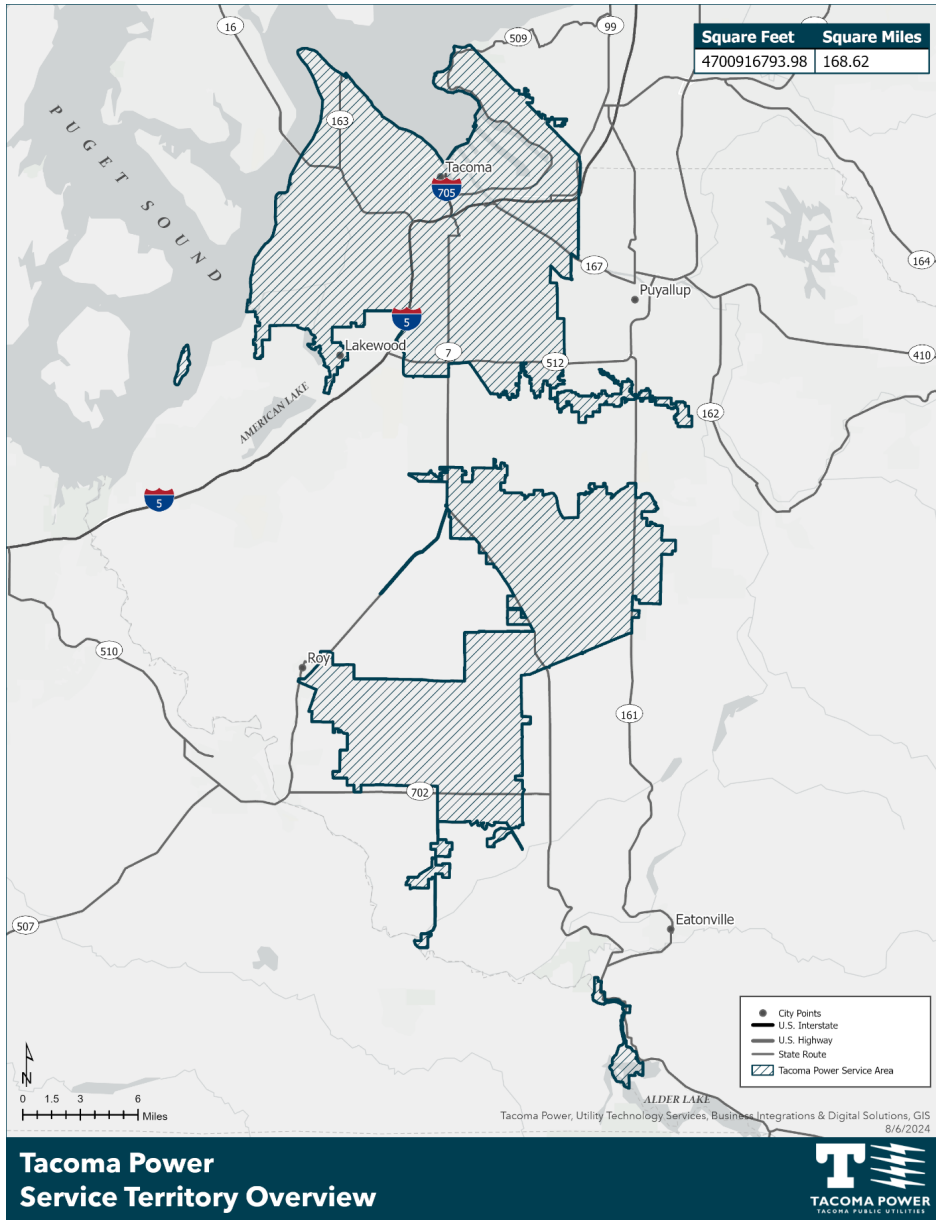 16
99
509
Square Feet Square Miles
4700916793.98 168.62
PUGET SOUND
163
Tacoma
705
164
167
Puyallup
5
Lakewood
7
512
410
AMERICAN LAKE
162
5
510
Roy
161
702
507
Eatonville
City Points
U.S. Interstate
U.S. Highway
State Route
Tacoma Power Service Area
N
0 1.5 3 6
Miles
ALDER LAKE
Tacoma Power, Utility Technology Services, Business Integrations & Digital Solutions, GIS
8/6/2024
Tacoma Power
Service Territory Overview
T
TACOMA POWER
TACOMA PUBLIC UTILITIES